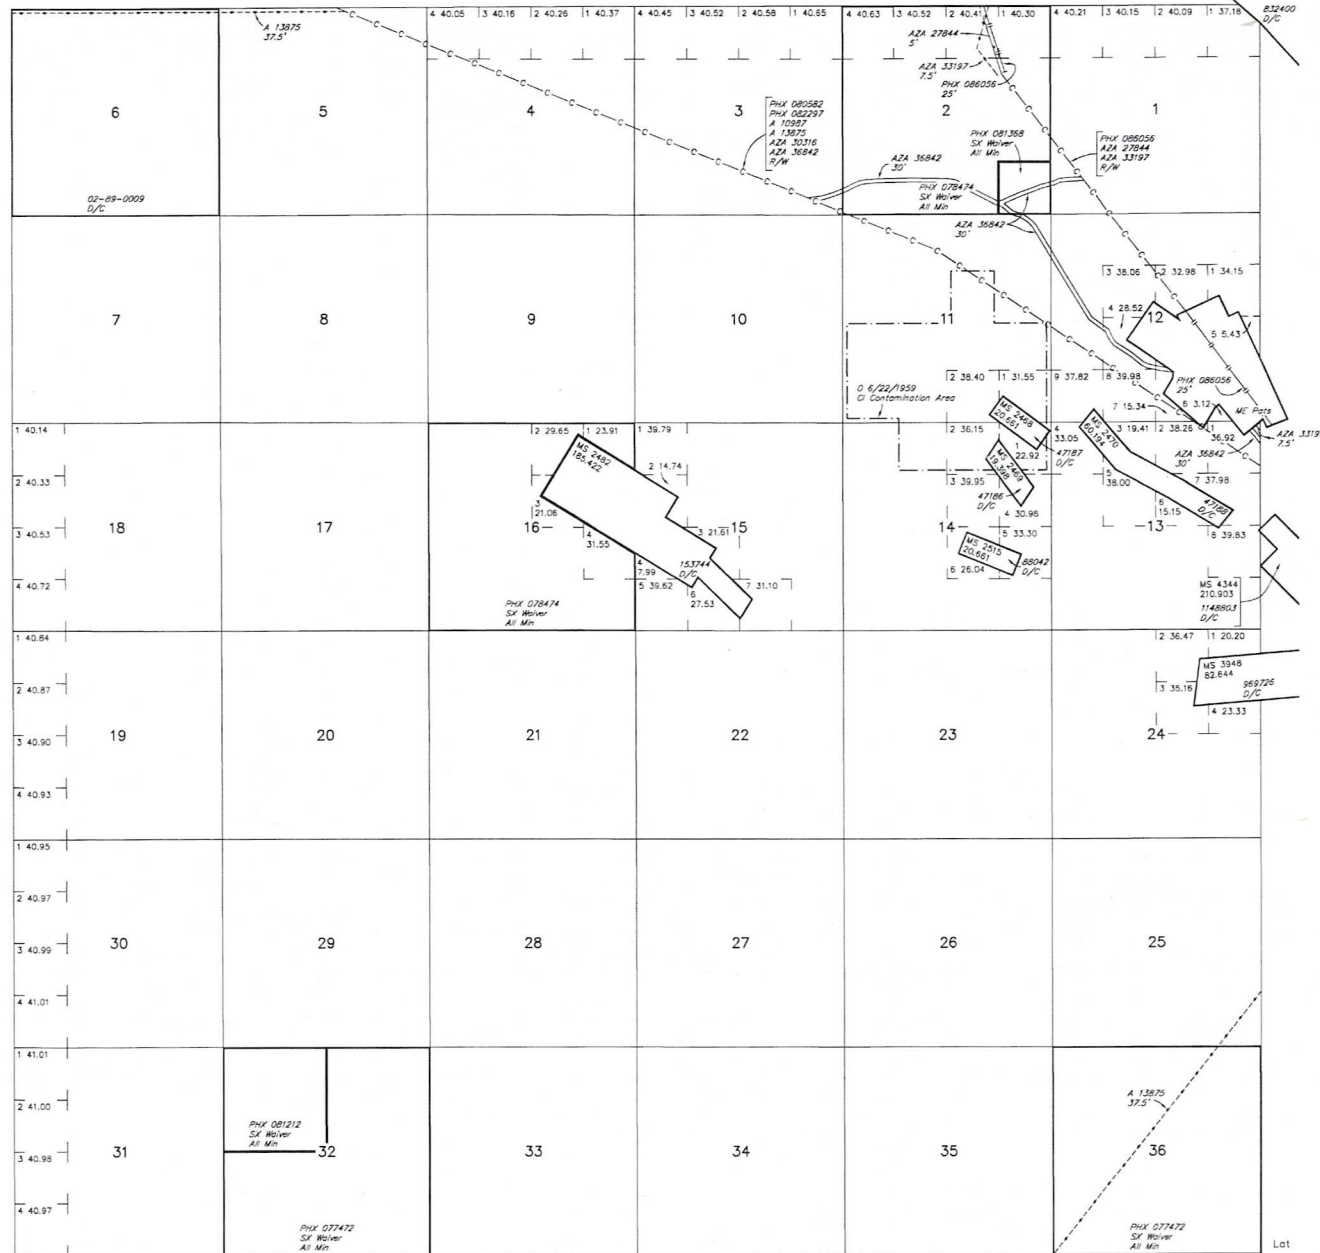 A 13875
37.5'
4 40.05
3 40.16
2 40.26
1 40.37
4 40.45
3 40.52
2 40.58
1 40.65
4 40.63
3 40.52
2 40.41
1 40.30
4 40.21
3 40.15
2 40.09
1 37.18
832400
D/C
AZA 27844
5'
AZA 33197
7.5'
PHX 086056
25'
6
5
4
3
2
1
PHX 080582
PHX 082297
A 10987
A 13875
AZA 30316
AZA 36842
R/W
PHX 081368
SX Waiver
All Min
PHX 086056
AZA 27844
AZA 33197
R/W
AZA 36842
30'
PHX 078474
SX Waiver
All Min
02-89-0009
D/C
AZA 36842
30'
3 38.06
2 32.98
1 34.15
7
8
9
10
11
4 28.52
12
5 5.43
2 38.40
1 31.55
9 37.82
8 39.98
PHX 086056
25'
O 6/22/1959
Cl Contamination Area
7 15.34
6 3.12
ME Pats
1 40.14
2 29.65
1 23.91
1 39.79
2 36.15
MS 2468
20.661
4
33.05
MS 2470
60.194
3 19.41
2 38.26
1
36.92
AZA 3319
7.5'
MS 2482
185.422
1
22.92
47187
D/C
AZA 36842
30'
2 14.74
MS 2469
19.398
2 40.33
3 39.95
5
38.00
7 37.98
3
21.06
47186
D/C
4 30.96
6
15.15
47188
D/C
18
17
16
3 21.61
15
14
13
3 40.53
4
31.55
5 33.30
8 39.83
MS 2515
20.661
88042
D/C
4
7.99
153744
D/C
4 40.72
5 39.62
7 31.10
6 26.04
MS 4344
210.903
6
27.53
1148803
D/C
PHX 078474
SX Waiver
All Min
1 40.84
2 36.47
1 20.20
MS 3948
82.644
2 40.87
3 35.16
969726
D/C
4 23.33
19
20
21
22
23
24
3 40.90
4 40.93
1 40.95
2 40.97
30
29
28
27
26
25
3 40.99
4 41.01
1 41.01
2 41.00
A 13875
37.5'
PHX 081212
SX Waiver
All Min
31
32
33
34
35
36
3 40.98
4 40.97
PHX 077472
SX Waiver
All Min
PHX 077472
SX Waiver
All Min
Lot